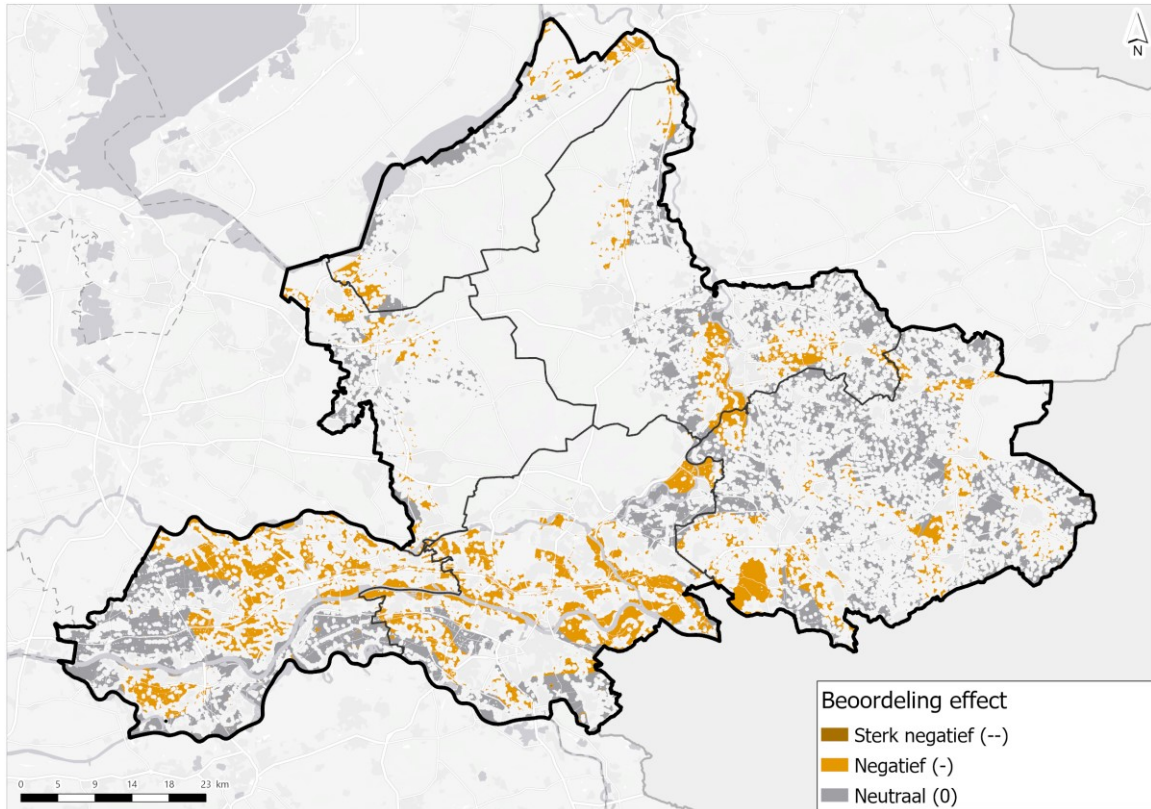 N
Beoordeling effect
Sterk negatief (--)
Negatief (-)
Neutraal (0)
0 5 9 14 18 23 km